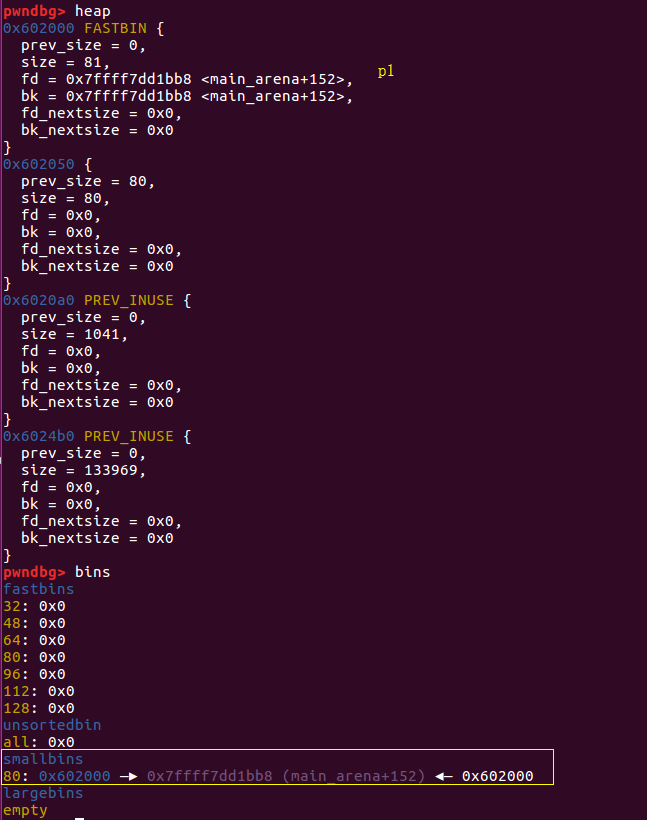 pwndbg> heap
0x602000 FASTBIN {
  prev_size = 0,
  size = 81,
  fd = 0x7ffff7dd1bb8 <main_arena+152>,
  bk = 0x7ffff7dd1bb8 <main_arena+152>,
  fd_nextsize = 0x0,
  bk_nextsize = 0x0
}
p1
0x602050 {
  prev_size = 80,
  size = 80,
  fd = 0x0,
  bk = 0x0,
  fd_nextsize = 0x0,
  bk_nextsize = 0x0
}
0x6020a0 PREV_INUSE {
  prev_size = 0,
  size = 1041,
  fd = 0x0,
  bk = 0x0,
  fd_nextsize = 0x0,
  bk_nextsize = 0x0
}
0x6024b0 PREV_INUSE {
  prev_size = 0,
  size = 133969,
  fd = 0x0,
  bk = 0x0,
  fd_nextsize = 0x0,
  bk_nextsize = 0x0
}
pwndbg> bins
fastbins
32: 0x0
48: 0x0
64: 0x0
80: 0x0
96: 0x0
112: 0x0
128: 0x0
unsortedbin
all: 0x0
smallbins
80: 0x602000 —▸ 0x7ffff7dd1bb8 (main_arena+152) ◂— 0x602000
largebins
empty